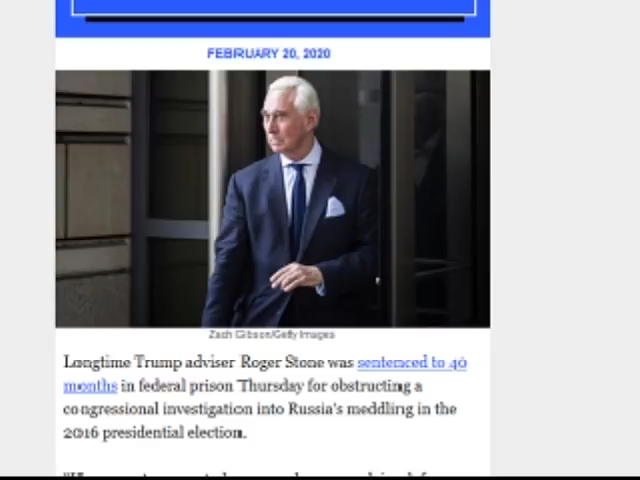 FEBRUARY 20, 2020
Zach Gibson/Getty Images
Longtime Trump adviser Roger Stone was sentenced to 40
months in federal prison Thursday for obstructing a
congressional investigation into Russia's meddling in the
2016 presidential election.